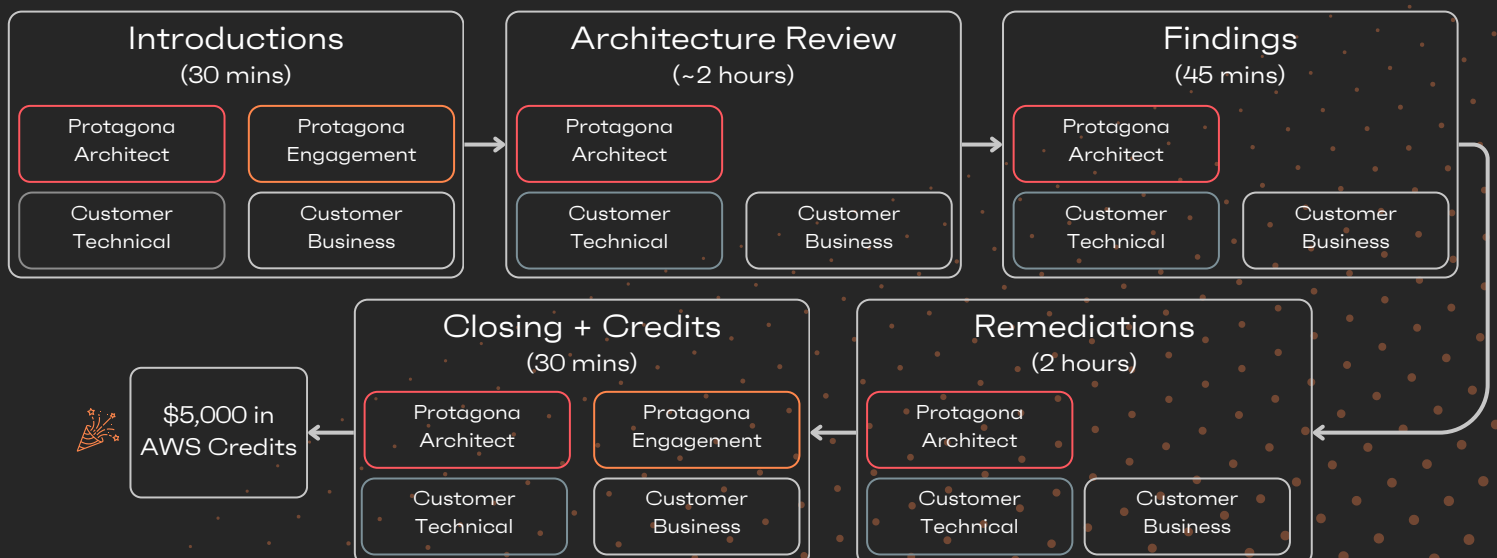 Introductions
(30 mins)
Protagona
Architect
Protagona
Engagement
Customer
Technical
Customer
Business
Architecture Review
(~2 hours)
Protagona
Architect
Customer
Technical
Customer
Business
Findings
(45 mins)
Protagona
Architect
Customer
Technical
Customer
Business
Remediations
(2 hours)
Protagona
Architect
Customer
Technical
Customer
Business
Closing + Credits
(30 mins)
Protagona
Architect
Protagona
Engagement
Customer
Technical
Customer
Business
$5,000 in
AWS Credits